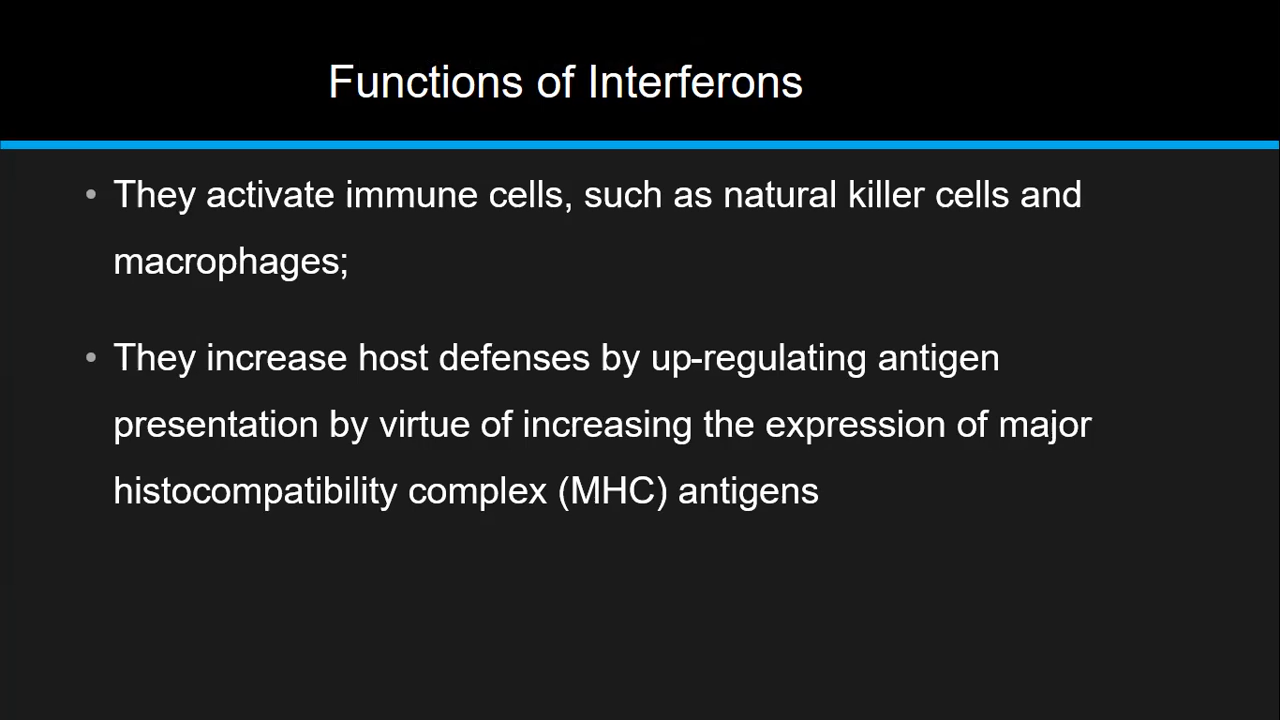 Functions of Interferons
• They activate immune cells, such as natural killer cells and
macrophages;
• They increase host defenses by up-regulating antigen
presentation by virtue of increasing the expression of major
histocompatibility complex (MHC) antigens